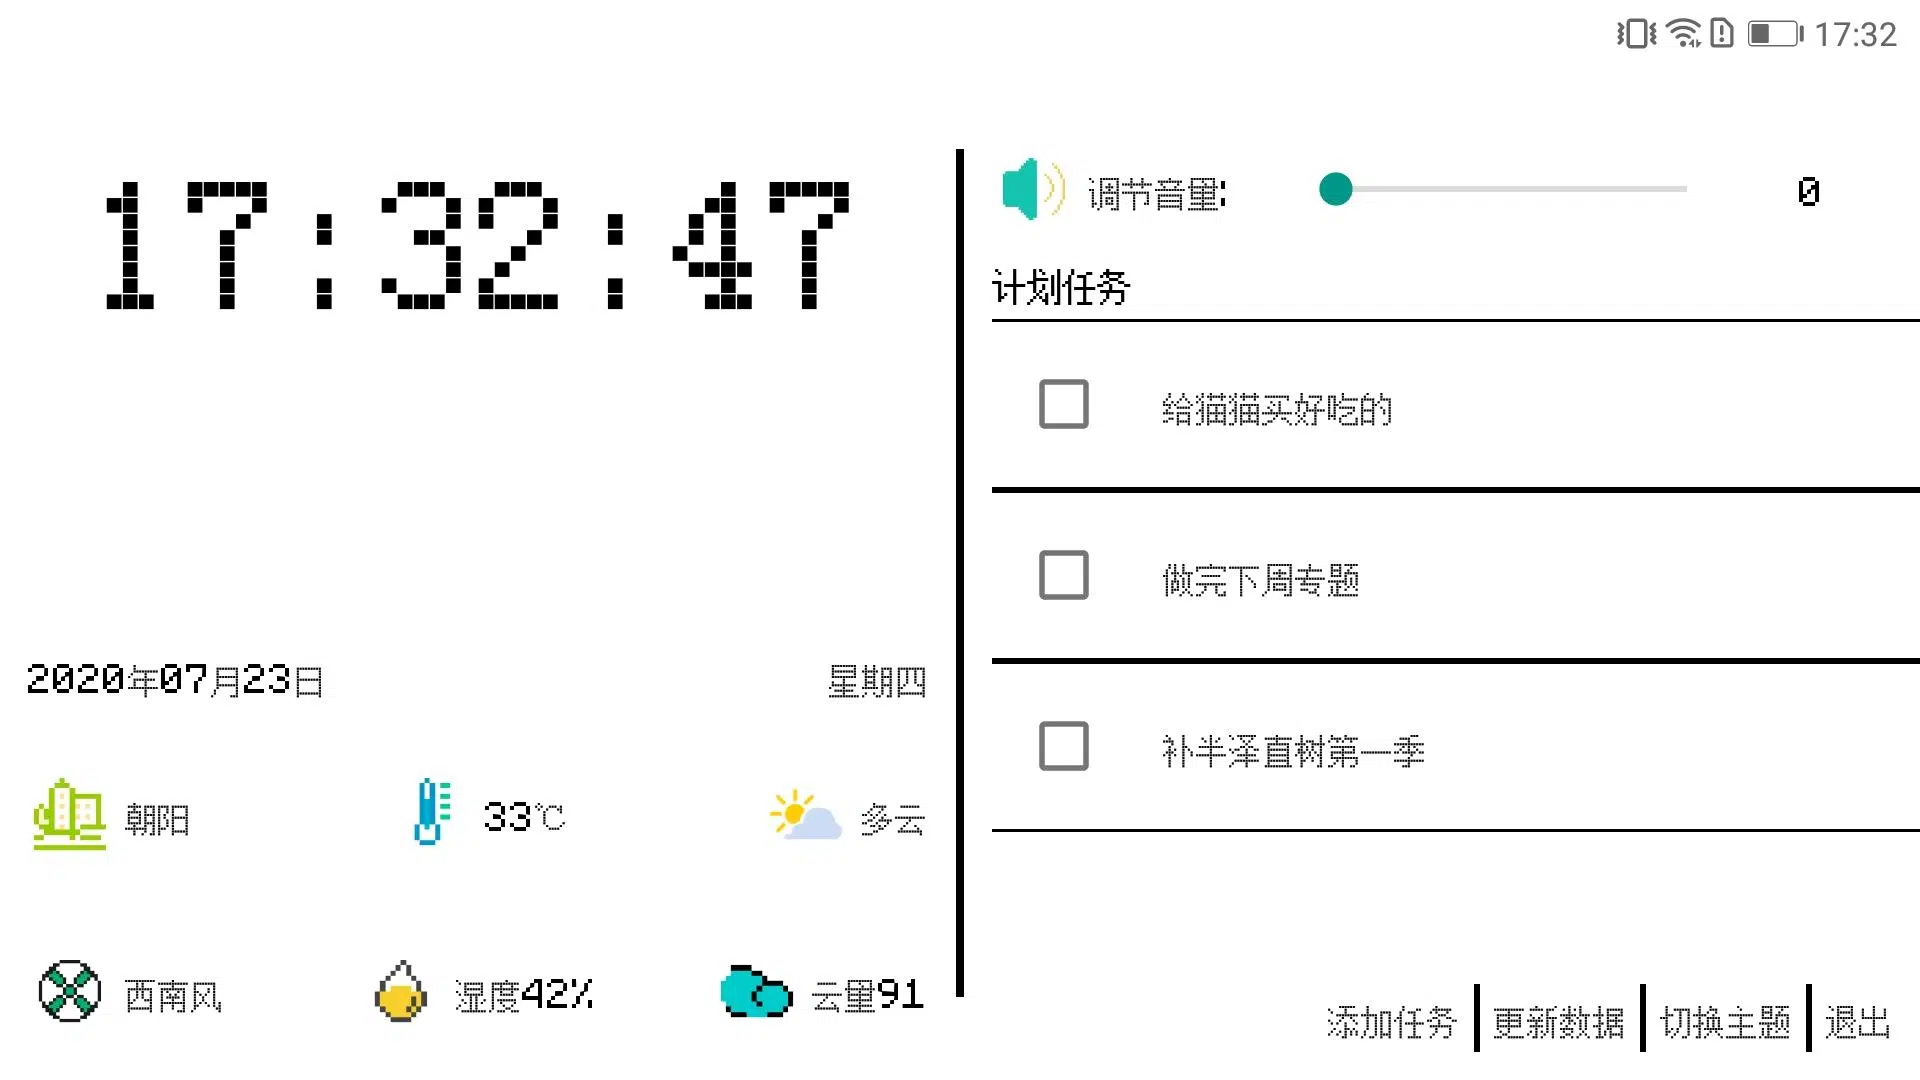 17:32
17:32:47
2020年07月23日 星期四
朝阳 33℃ 多云
西南风 湿度42% 云量91
调节音量: 0
计划任务
给猫猫买好吃的
做完下周专题
补半泽直树第一季
添加任务 更新数据 切换主题 退出